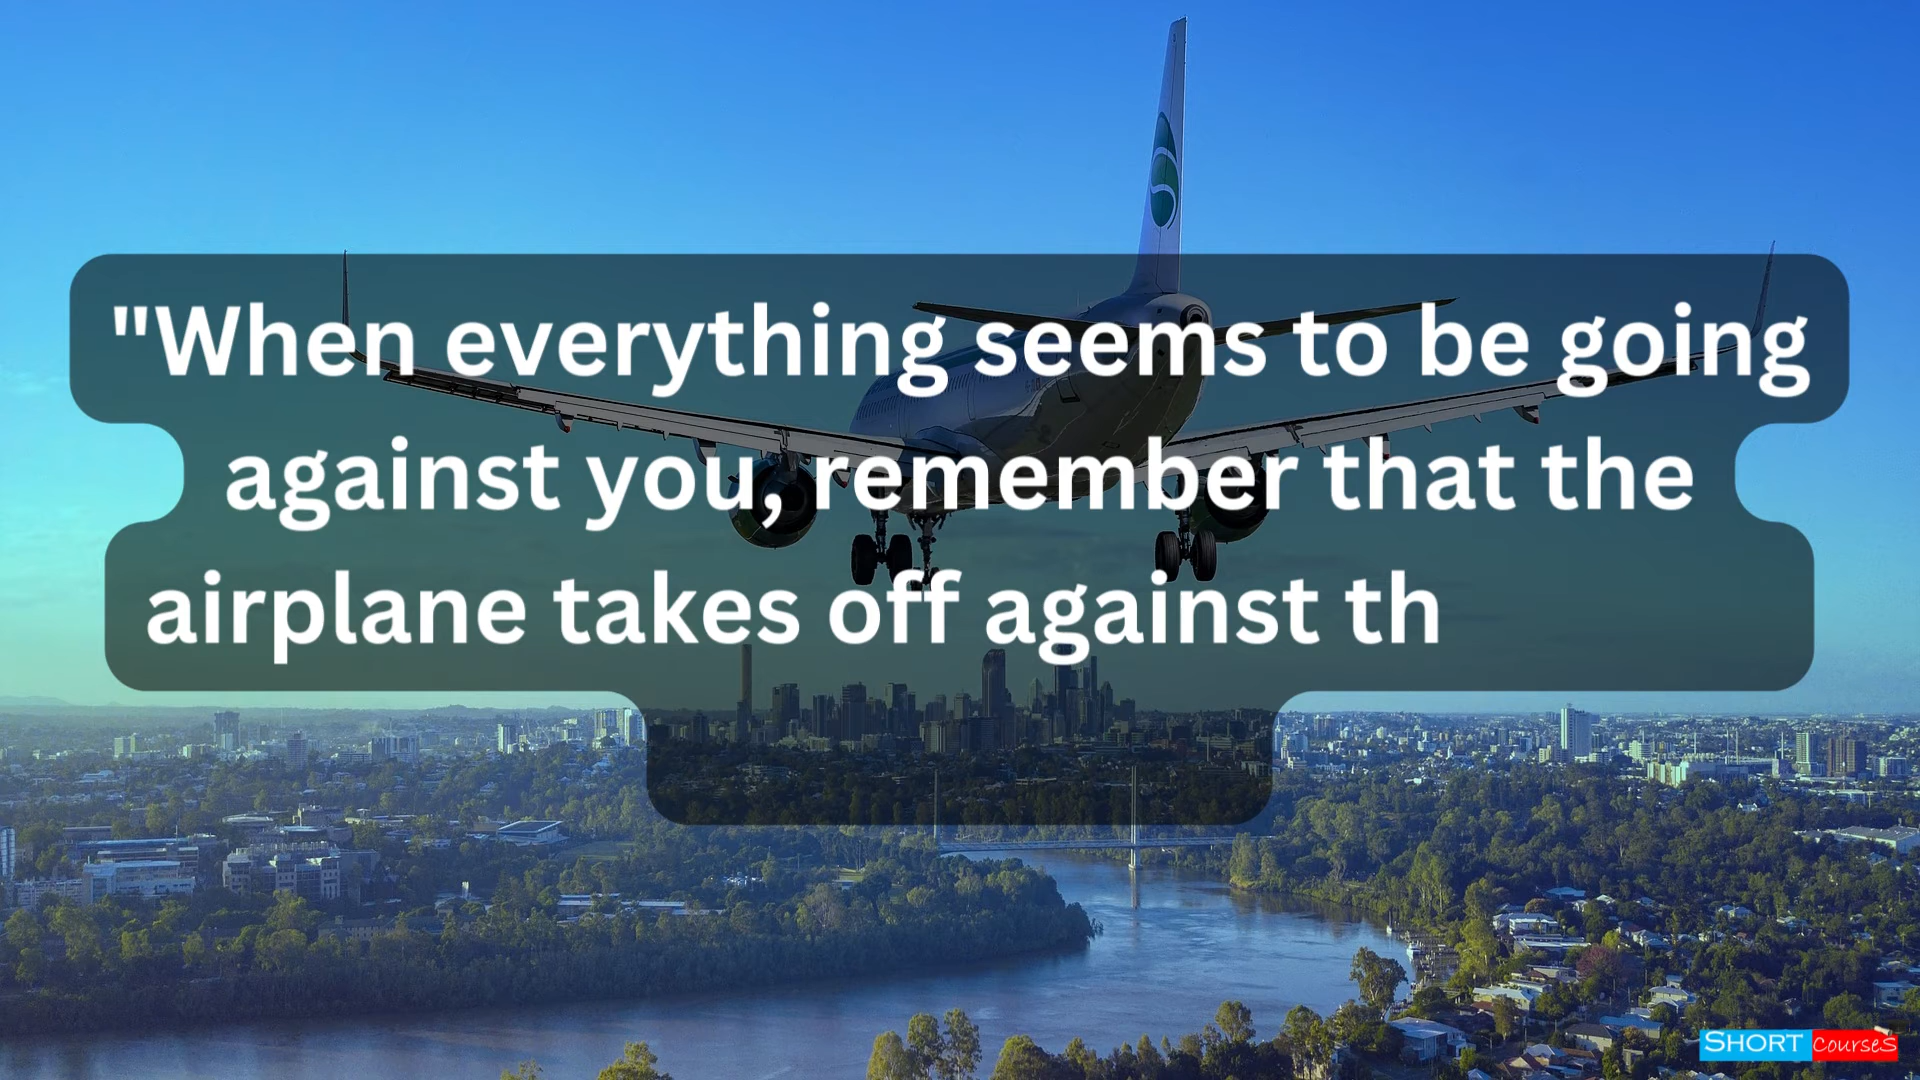 "When everything seems to be going
against you, remember that the
airplane takes off against th
SHORT CourseS